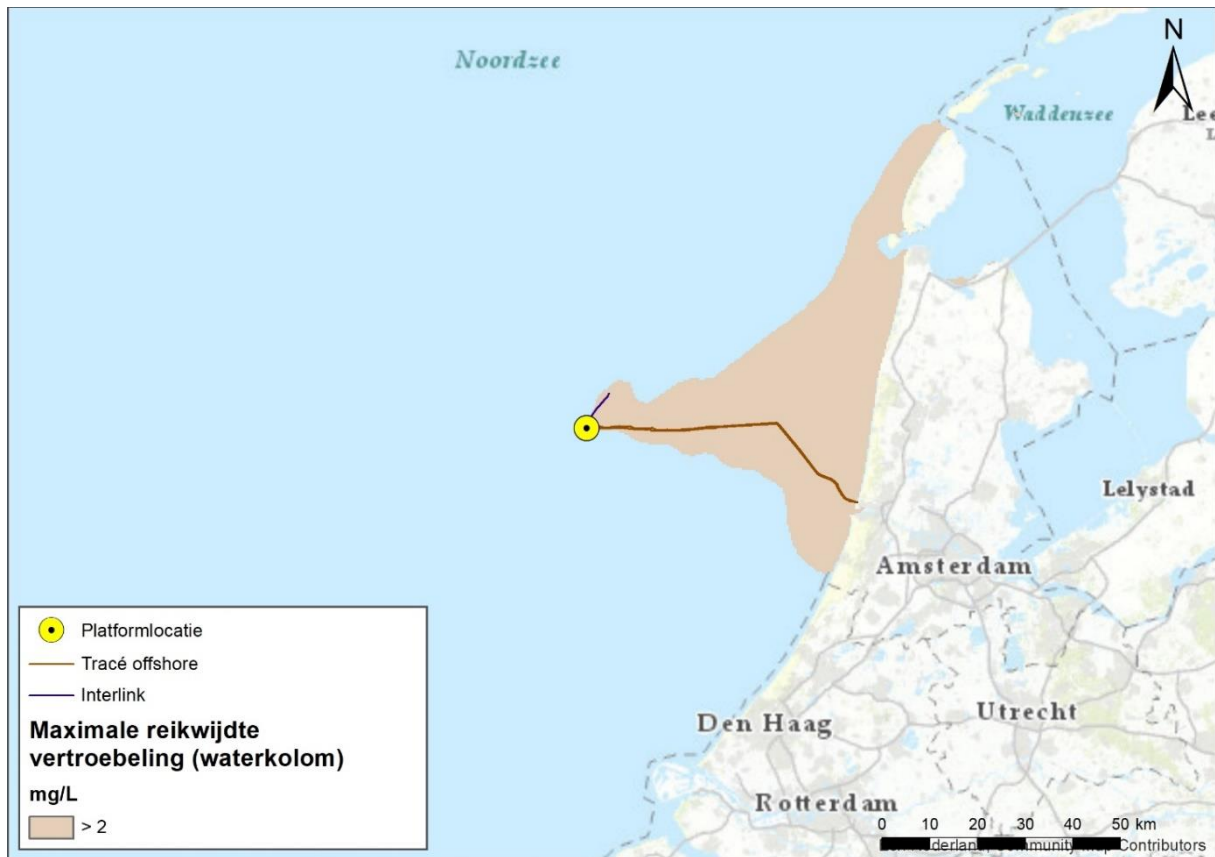 Noordzee
N
Waddenzee
Lee
L
Lelystad
Amsterdam
Den Haag
Utrecht
Rotterdam
Platformlocatie
Tracé offshore
Interlink
Maximale reikwijdte
vertroebeling (waterkolom)
mg/L
> 2
0 10 20 30 40 50 km
Contributors